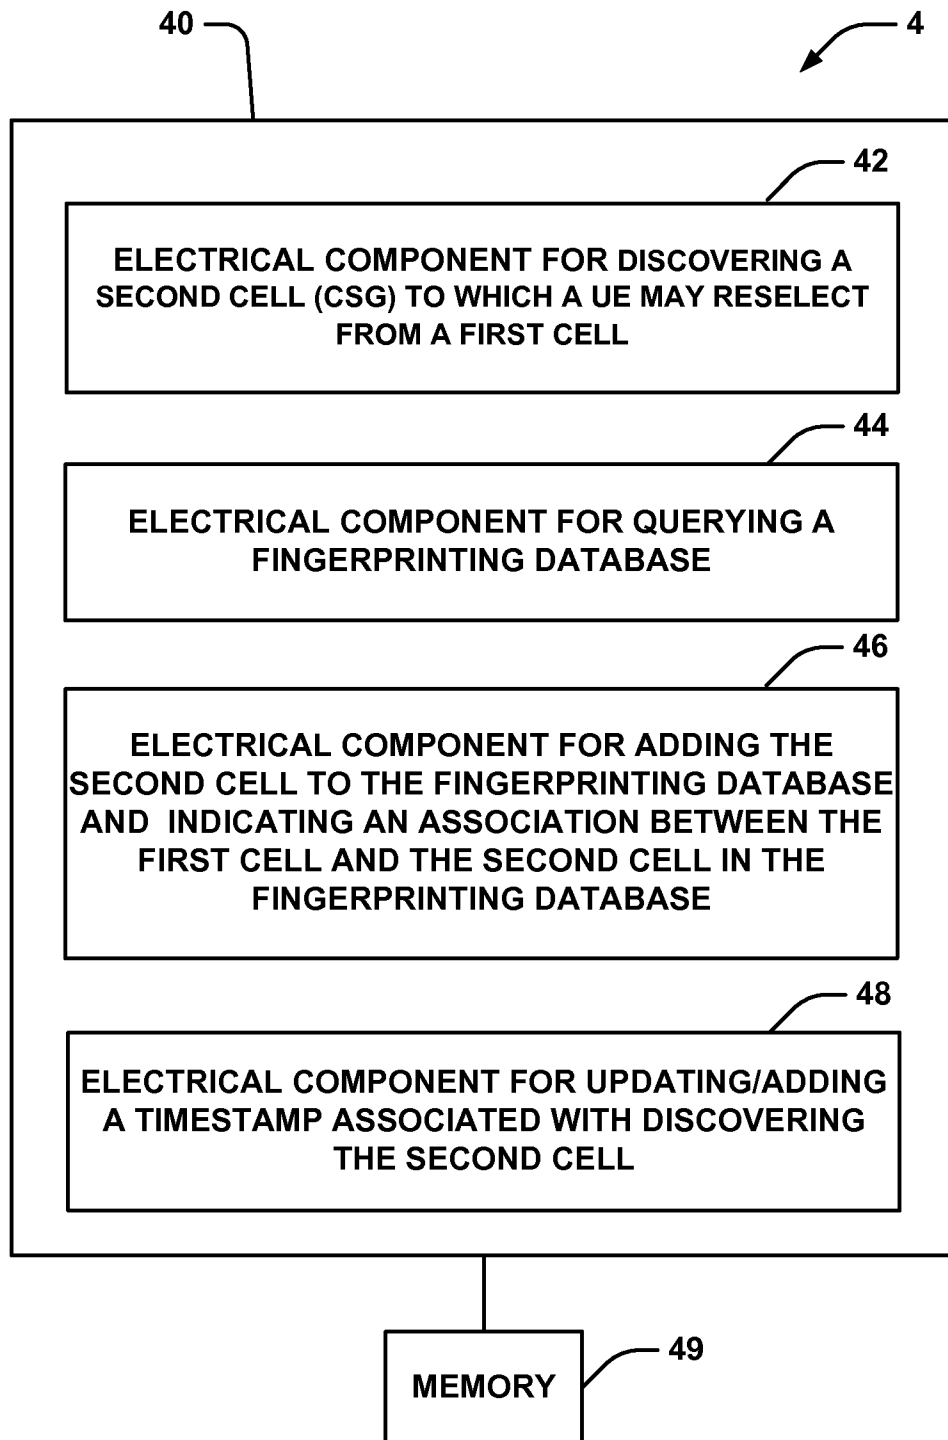 40
4
42
ELECTRICAL COMPONENT FOR DISCOVERING A
SECOND CELL (CSG) TO WHICH A UE MAY RESELECT
FROM A FIRST CELL
44
ELECTRICAL COMPONENT FOR QUERYING A
FINGERPRINTING DATABASE
46
ELECTRICAL COMPONENT FOR ADDING THE
SECOND CELL TO THE FINGERPRINTING DATABASE
AND INDICATING AN ASSOCIATION BETWEEN THE
FIRST CELL AND THE SECOND CELL IN THE
FINGERPRINTING DATABASE
48
ELECTRICAL COMPONENT FOR UPDATING/ADDING
A TIMESTAMP ASSOCIATED WITH DISCOVERING
THE SECOND CELL
49
MEMORY